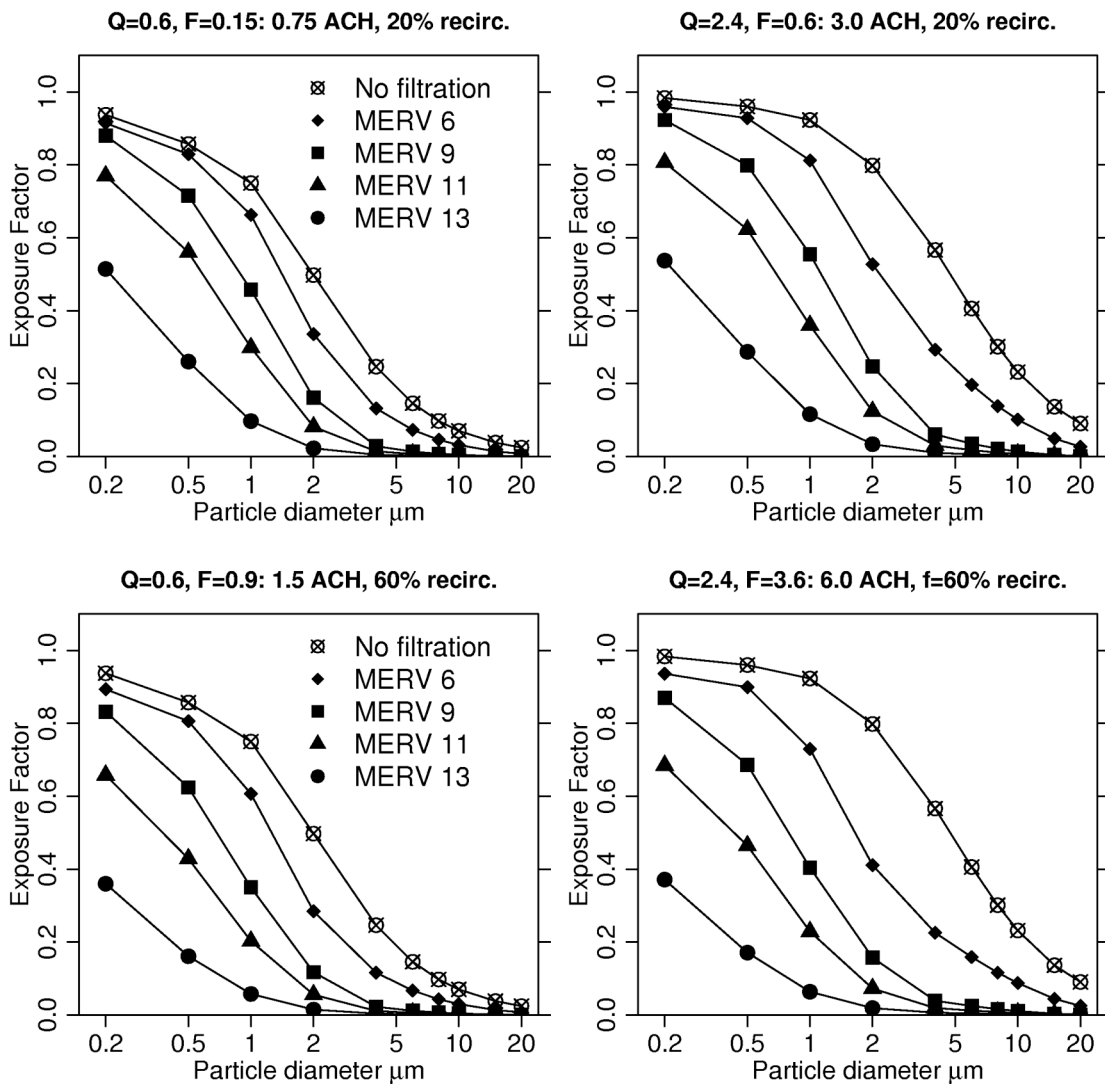 Q=0.6, F=0.15: 0.75 ACH, 20% recirc.
Exposure Factor
0.0 0.2 0.4 0.6 0.8 1.0
No filtration
MERV 6
MERV 9
MERV 11
MERV 13
0.2 0.5 1 2 5 10 20
Particle diameter μm
Q=2.4, F=0.6: 3.0 ACH, 20% recirc.
Exposure Factor
0.0 0.2 0.4 0.6 0.8 1.0
0.2 0.5 1 2 5 10 20
Particle diameter μm
Q=0.6, F=0.9: 1.5 ACH, 60% recirc.
Exposure Factor
0.0 0.2 0.4 0.6 0.8 1.0
No filtration
MERV 6
MERV 9
MERV 11
MERV 13
0.2 0.5 1 2 5 10 20
Particle diameter μm
Q=2.4, F=3.6: 6.0 ACH, f=60% recirc.
Exposure Factor
0.0 0.2 0.4 0.6 0.8 1.0
0.2 0.5 1 2 5 10 20
Particle diameter μm